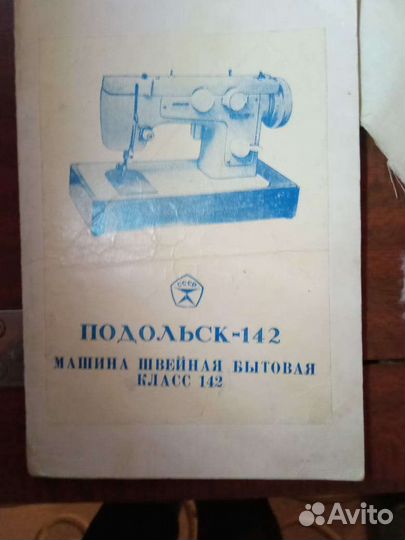 СССР
ПОДОЛЬСК-142
МАШИНА ШВЕЙНАЯ БЫТОВАЯ
КЛАСС 142
Avito